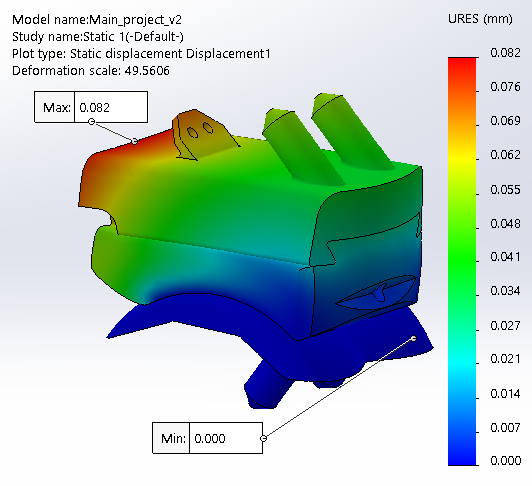 Model name:Main_project_v2
Study name:Static 1(-Default-)
Plot type: Static displacement Displacement1
Deformation scale: 49.5606
URES (mm)
Max: 0.082
0.082
0.076
0.069
0.062
0.055
0.048
0.041
0.034
0.027
0.021
0.014
0.007
0.000
Min: 0.000